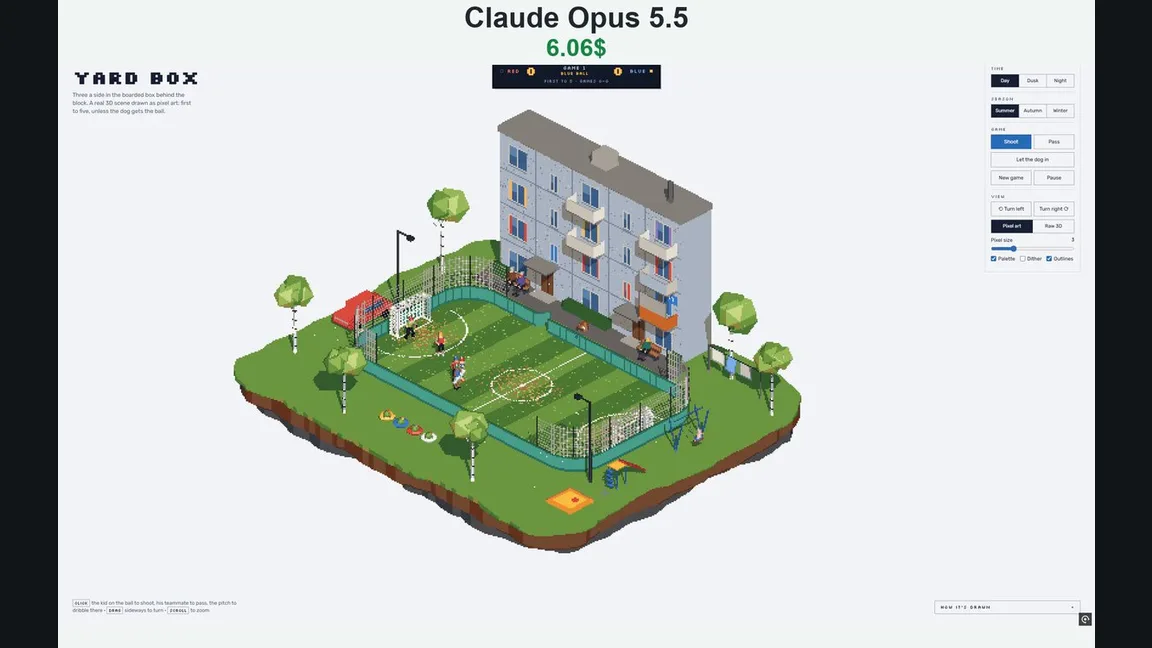 Claude Opus 5.5
6.06$
YARD BOX
Three a side in the boarded box behind the
block. A real 3D scene drawn as pixel art: first
to five, unless the dog gets the ball.
RED 1 GAME 1 1 BLUE
BLUE BALL
FIRST TO 5 · GAMES 0–0
TIME
Day Dusk Night
SEASON
Summer Autumn Winter
GAME
Shoot Pass
Let the dog in
New game Pause
VIEW
Turn left Turn right
Pixel art Raw 3D
Pixel size 3
Palette Dither Outlines
CLICK the kid on the ball to shoot, his teammate to pass, the pitch to
dribble there · DRAG sideways to turn · SCROLL to zoom
HOW IT'S DRAWN